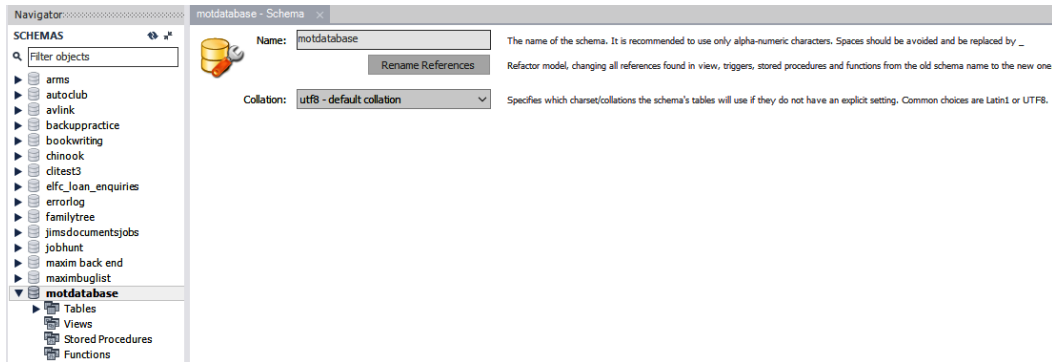 Navigator
SCHEMAS
Filter objects
arms
autoclub
avlink
backuppractice
bookwriting
chinook
clitest3
elfc_loan_enquiries
errorlog
familytree
jimsdocumentsjobs
jobhunt
maxim back end
maximbuglist
motdatabase
Tables
Views
Stored Procedures
Functions
motdatabase - Schema
Name: motdatabase
The name of the schema. It is recommended to use only alpha-numeric characters. Spaces should be avoided and be replaced by _
Rename References
Refactor model, changing all references found in view, triggers, stored procedures and functions from the old schema name to the new one
Collation: utf8 - default collation
Specifies which charset/collations the schema's tables will use if they do not have an explicit setting. Common choices are Latin1 or UTF8.